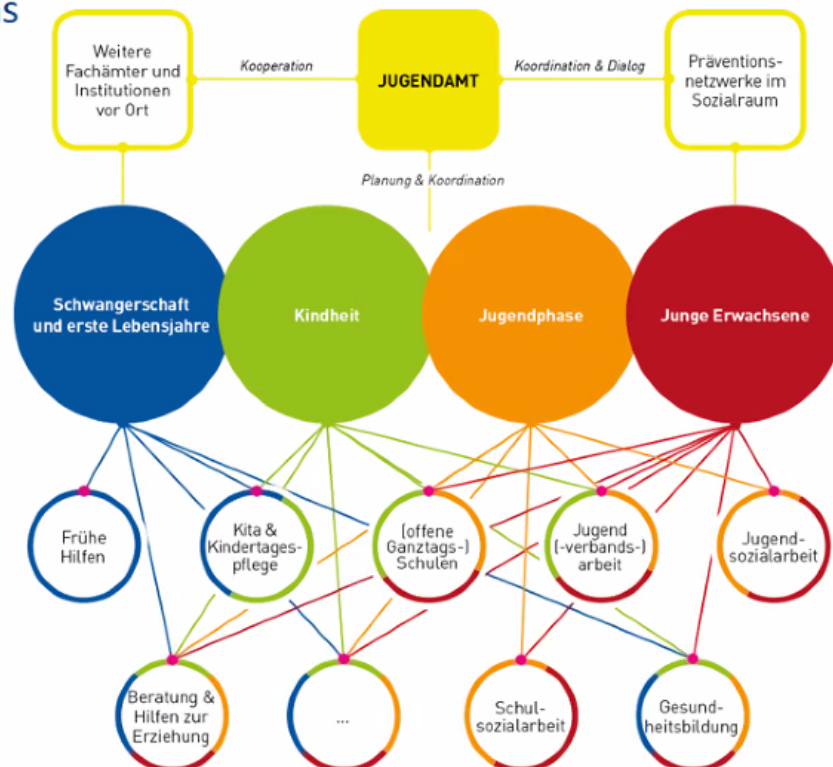 Weitere
Fachämter und
Institutionen
vor Ort
Kooperation
JUGENDAMT
Koordination & Dialog
Präventions-
netzwerke im
Sozialraum
Planung & Koordination
Schwangerschaft
und erste Lebensjahre
Kindheit
Jugendphase
Junge Erwachsene
Frühe
Hilfen
Kita &
Kindertages-
pflege
(offene
Ganztags-)
Schulen
Jugend
(-verbands-)
arbeit
Jugend-
sozialarbeit
Beratung &
Hilfen zur
Erziehung
...
Schul-
sozialarbeit
Gesund-
heitsbildung